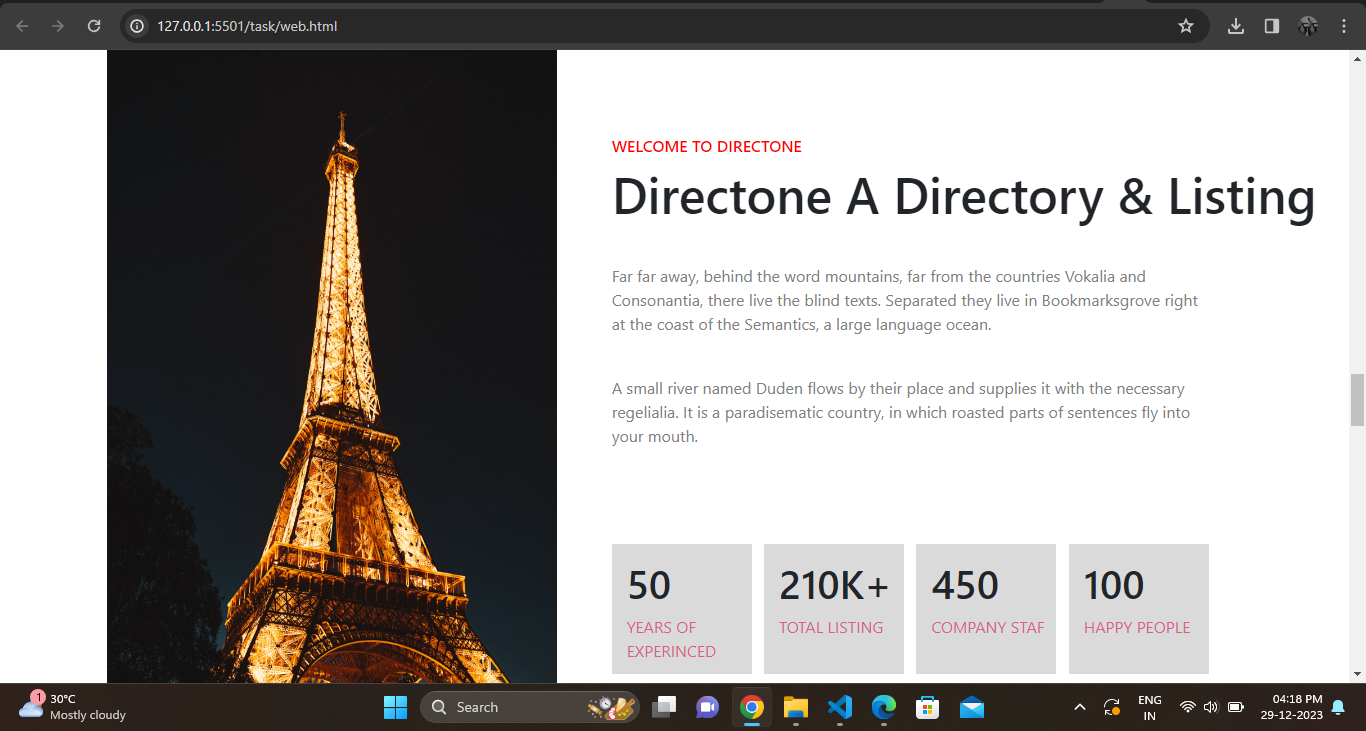 127.0.0.1:5501/task/web.html
WELCOME TO DIRECTONE
Directone A Directory & Listing
Far far away, behind the word mountains, far from the countries Vokalia and
Consonantia, there live the blind texts. Separated they live in Bookmarksgrove right
at the coast of the Semantics, a large language ocean.
A small river named Duden flows by their place and supplies it with the necessary
regelialia. It is a paradisematic country, in which roasted parts of sentences fly into
your mouth.
50
YEARS OF
EXPERINCED
210K+
TOTAL LISTING
450
COMPANY STAF
100
HAPPY PEOPLE
1
30°C
Mostly cloudy
Search
ENG
IN
04:18 PM
29-12-2023